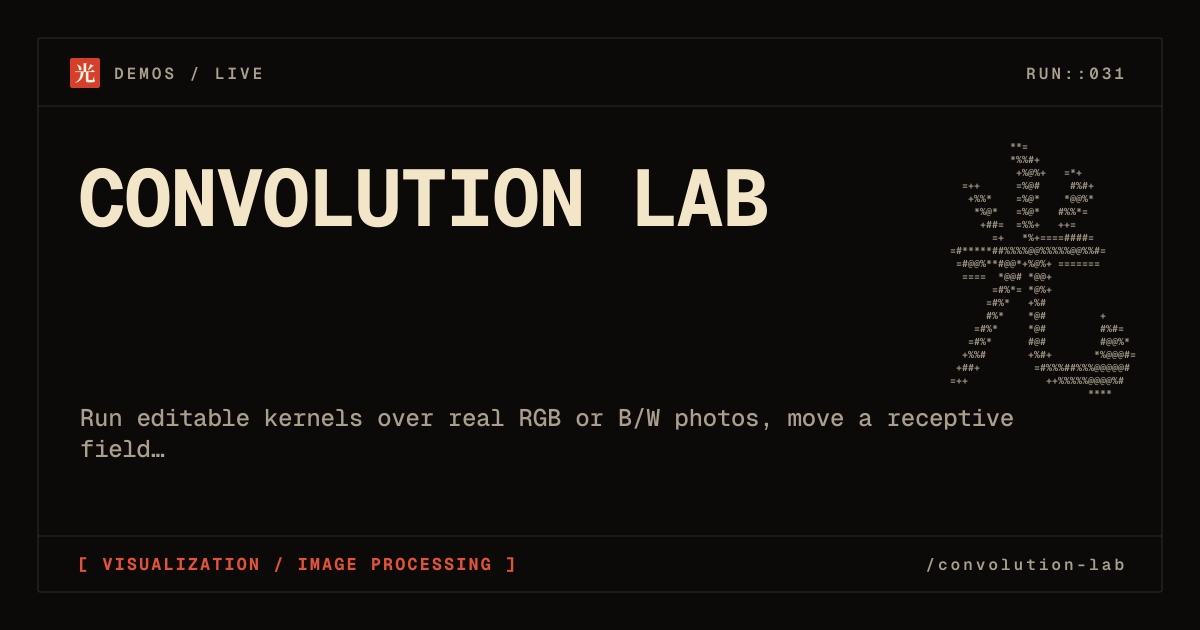 光 DEMOS / LIVE
RUN::031
CONVOLUTION LAB
Run editable kernels over real RGB or B/W photos, move a receptive
field…
[ VISUALIZATION / IMAGE PROCESSING ]
/convolution-lab